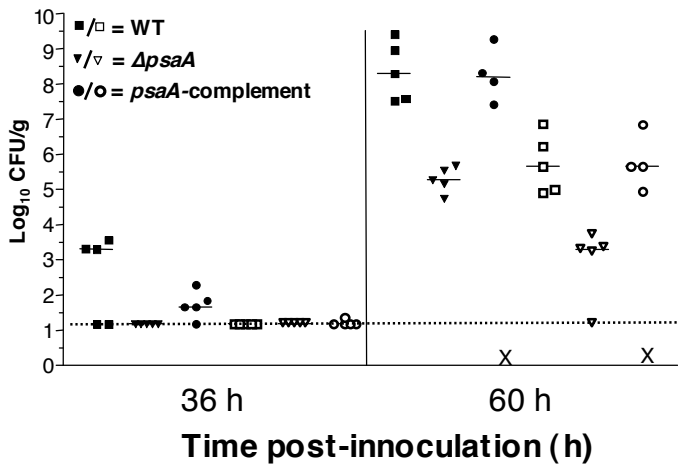 ■/□ = WT
▼/▽ = ΔpsaA
●/○ = psaA-complement
Log10 CFU/g
10
9
8
7
6
5
4
3
2
1
0
X
X
36 h
60 h
Time post-innoculation (h)